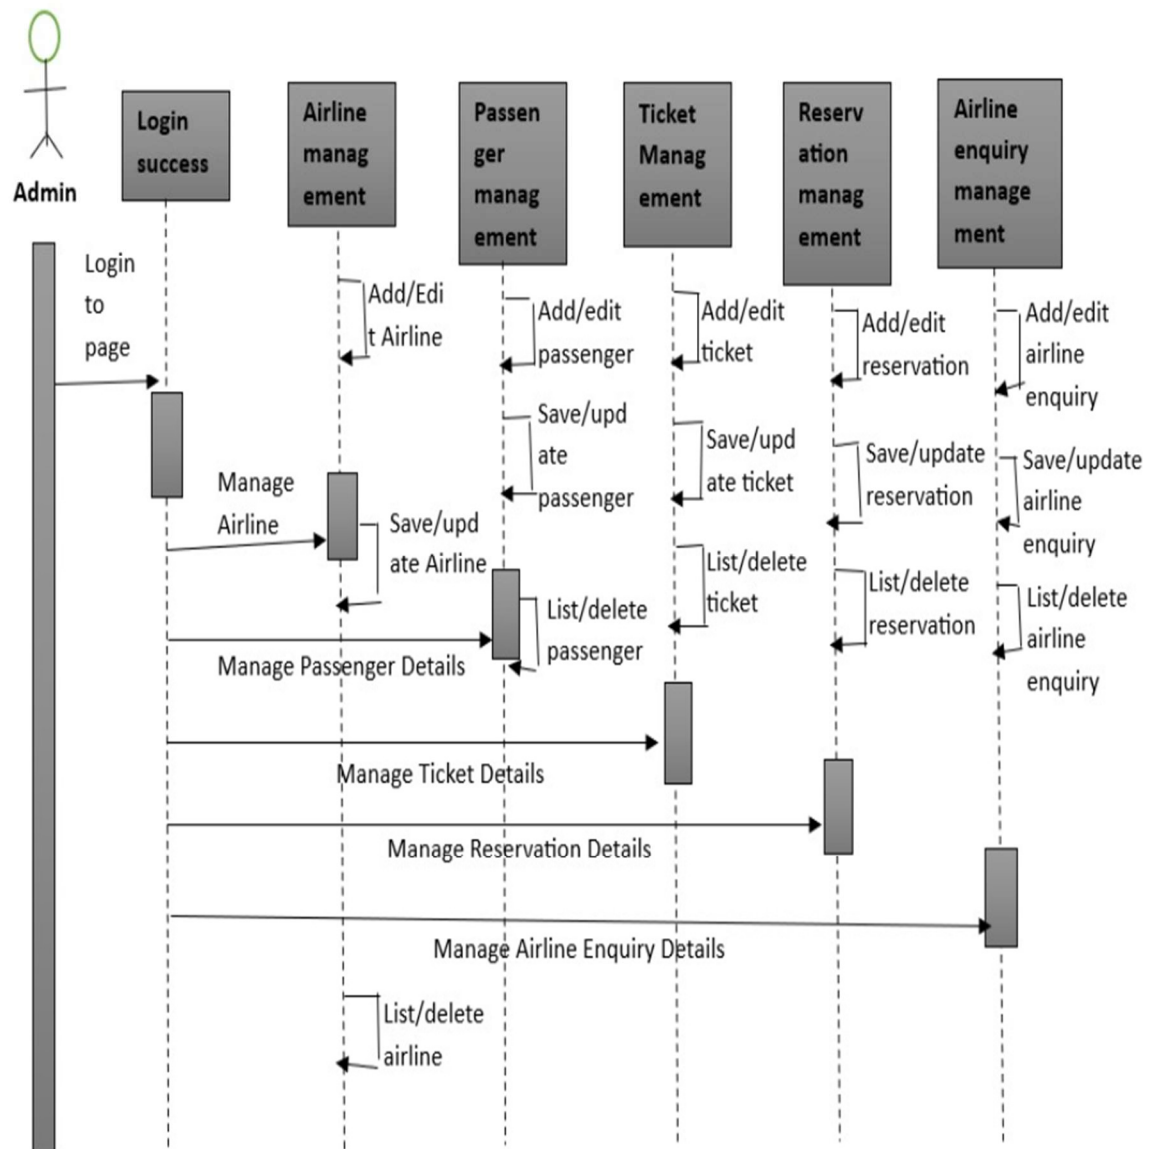 Admin
Login
success
Airline
manag
ement
Passen
ger
manag
ement
Ticket
Manag
ement
Reserv
ation
manag
ement
Airline
enquiry
manage
ment
Login
to
page
Add/Edi
t Airline
Add/edit
passenger
Add/edit
ticket
Add/edit
reservation
Add/edit
airline
enquiry
Save/upd
ate
passenger
Save/upd
ate ticket
Save/update
reservation
Save/update
airline
enquiry
Manage
Airline
Save/upd
ate Airline
List/delete
passenger
List/delete
ticket
List/delete
reservation
List/delete
airline
enquiry
Manage Passenger Details
Manage Ticket Details
Manage Reservation Details
Manage Airline Enquiry Details
List/delete
airline